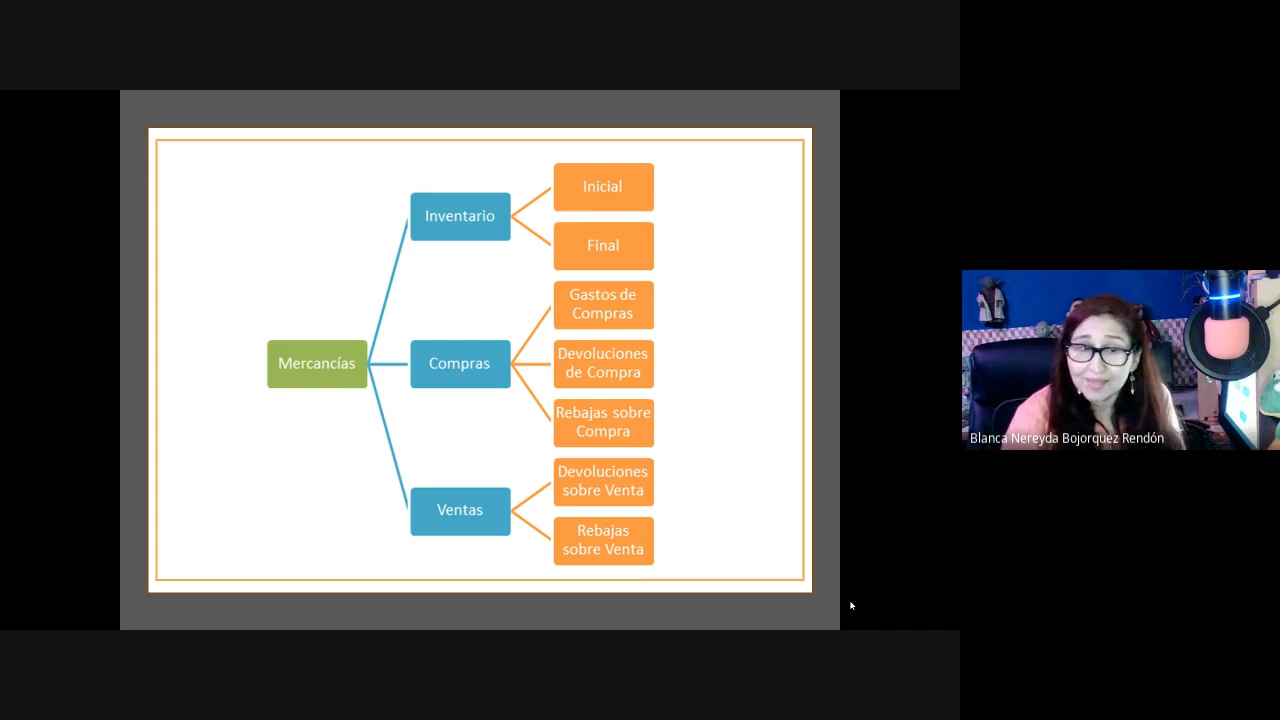 Inicial
Inventario
Final
Gastos de
Compras
Mercancías
Compras
Devoluciones
de Compra
Rebajas sobre
Compra
Devoluciones
sobre Venta
Ventas
Rebajas
sobre Venta
Blanca Nereyda Bojorquez Rendón